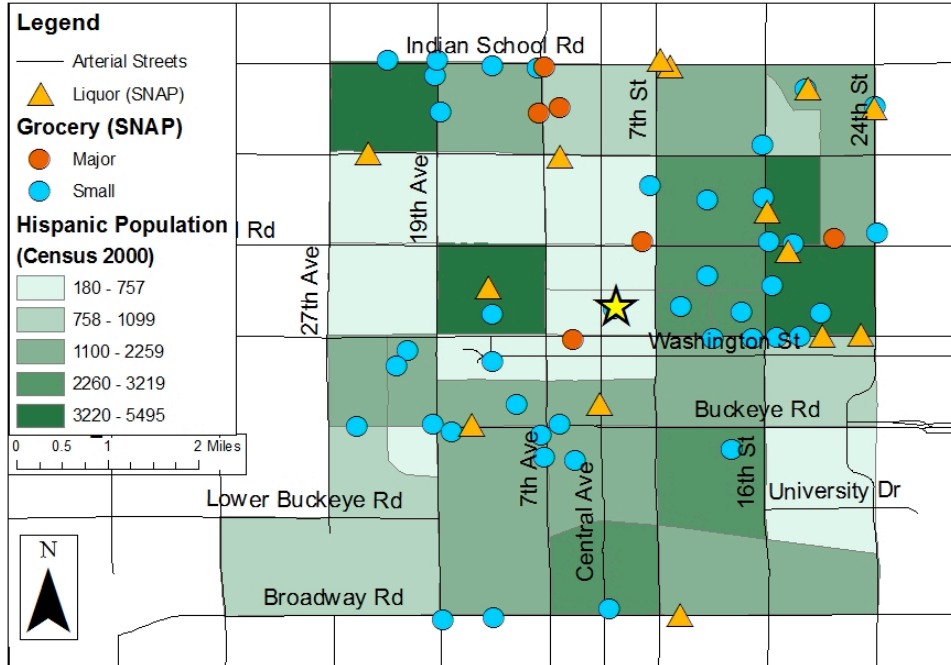 Legend
Arterial Streets
Liquor (SNAP)
Grocery (SNAP)
Major
Small
Hispanic Population
(Census 2000)
180 - 757
758 - 1099
1100 - 2259
2260 - 3219
3220 - 5495
0 0.5 1 2 Miles
N
Indian School Rd
7th St
24th St
19th Ave
Rd
27th Ave
Washington St
Buckeye Rd
7th Ave
Central Ave
16th St
University Dr
Lower Buckeye Rd
Broadway Rd